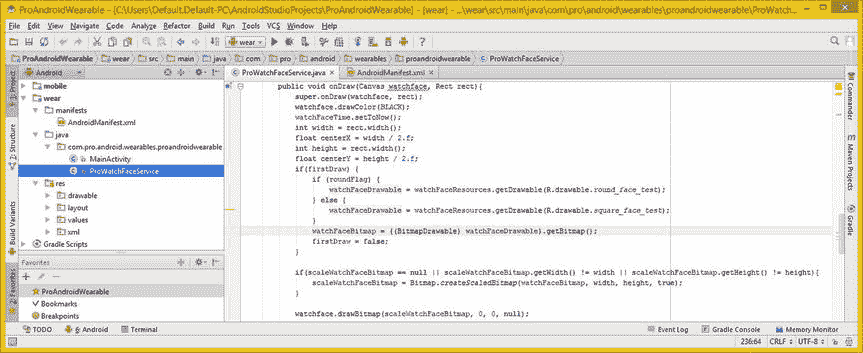 ProAndroidWearable - [C:\Users\Default.Default-PC\AndroidStudioProjects\ProAndroidWearable] - [wear] - ...\wear\src\main\java\com\pro\android\wearables\proandroidwearable\ProWatch...
File Edit View Navigate Code Analyze Refactor Build Run Tools VCS Window Help
wear
ProAndroidWearable wear src main java com pro android wearables proandroidwearable ProWatchFaceService
Android
ProWatchFaceService.java
AndroidManifest.xml
1: Project
2: Structure
Build Variants
2: Favorites
mobile
wear
manifests
AndroidManifest.xml
java
com.pro.android.wearables.proandroidwearable
MainActivity
ProWatchFaceService
res
drawable
layout
values
xml
Gradle Scripts
Favorites
ProAndroidWearable
Bookmarks
Breakpoints
public void onDraw(Canvas watchface, Rect rect){
super.onDraw(watchface, rect);
watchface.drawColor(BLACK);
watchFaceTime.setToNow();
int width = rect.width();
float centerX = width / 2.f;
int height = rect.width();
float centerY = height / 2.f;
if(firstDraw) {
if (roundFlag) {
watchFaceDrawable = watchFaceResources.getDrawable(R.drawable.round_face_test);
} else {
watchFaceDrawable = watchFaceResources.getDrawable(R.drawable.square_face_test);
}
watchFaceBitmap = ((BitmapDrawable) watchFaceDrawable).getBitmap();
firstDraw = false;
}
if(scaleWatchFaceBitmap == null || scaleWatchFaceBitmap.getWidth() != width || scaleWatchFaceBitmap.getHeight() != height){
scaleWatchFaceBitmap = Bitmap.createScaledBitmap(watchFaceBitmap, width, height, true);
}
watchface.drawBitmap(scaleWatchFaceBitmap, 0, 0, null);
Commander
Maven Projects
Gradle
TODO 6: Android Terminal
Event Log Gradle Console Memory Monitor
236:64 CRLF UTF-8